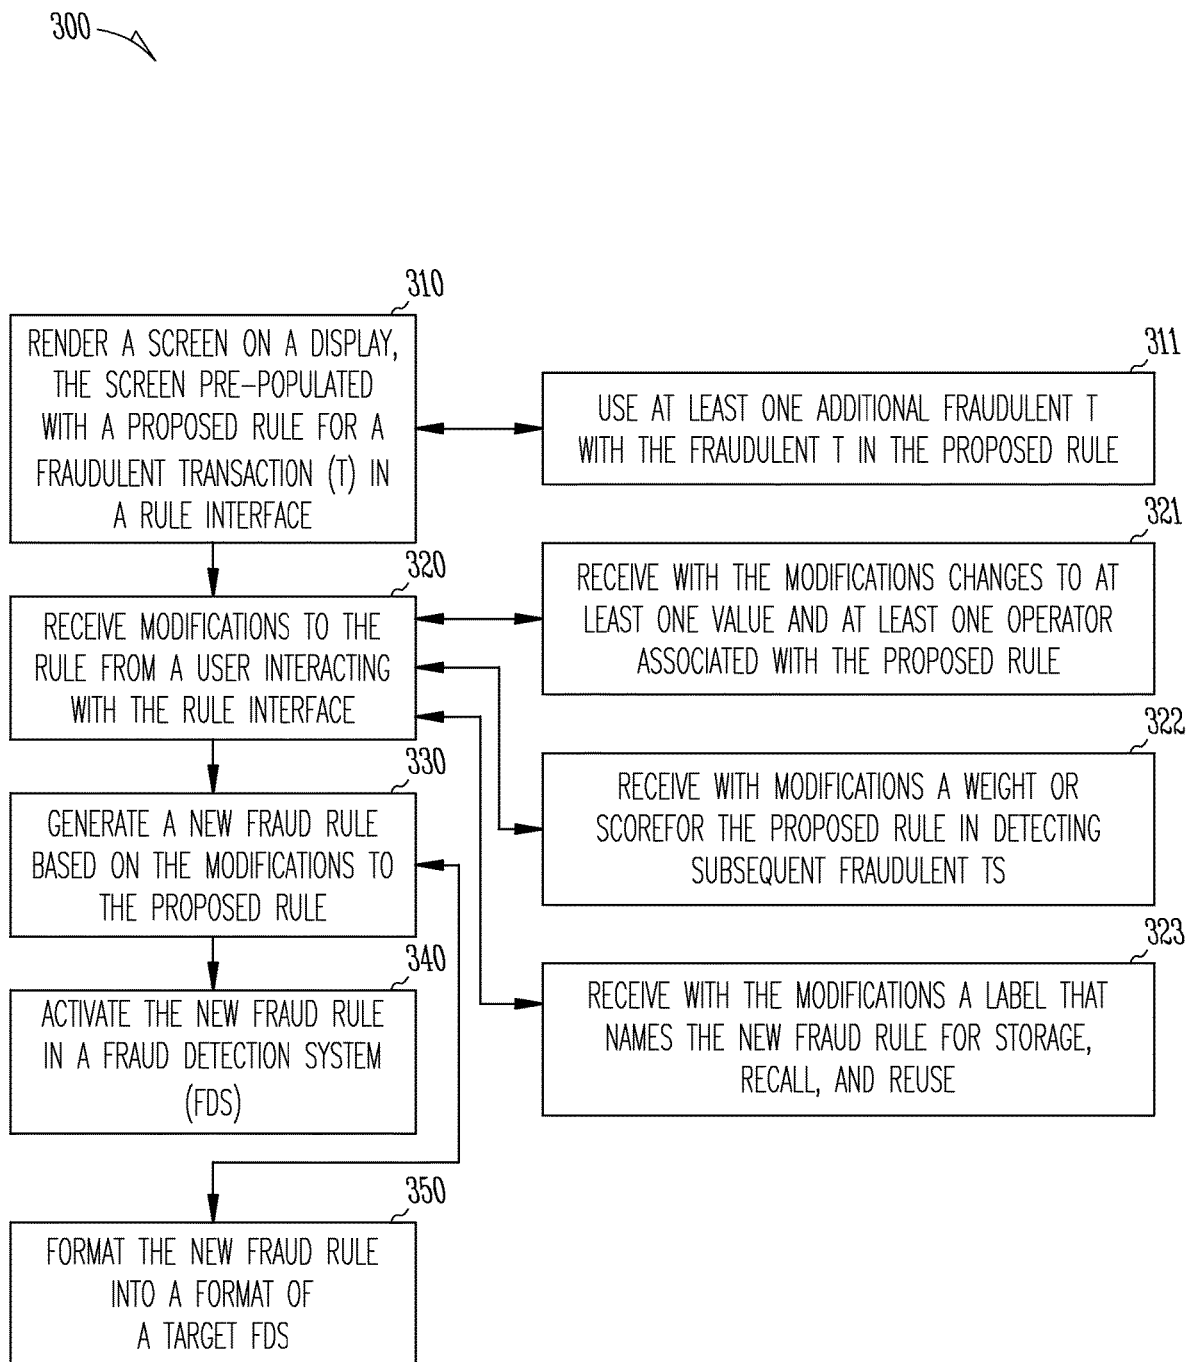 300
310
RENDER A SCREEN ON A DISPLAY,
THE SCREEN PRE-POPULATED
WITH A PROPOSED RULE FOR A
FRAUDULENT TRANSACTION (T) IN
A RULE INTERFACE
311
USE AT LEAST ONE ADDITIONAL FRAUDULENT T
WITH THE FRAUDULENT T IN THE PROPOSED RULE
320
RECEIVE MODIFICATIONS TO THE
RULE FROM A USER INTERACTING
WITH THE RULE INTERFACE
321
RECEIVE WITH THE MODIFICATIONS CHANGES TO AT
LEAST ONE VALUE AND AT LEAST ONE OPERATOR
ASSOCIATED WITH THE PROPOSED RULE
322
RECEIVE WITH MODIFICATIONS A WEIGHT OR
SCOREFOR THE PROPOSED RULE IN DETECTING
SUBSEQUENT FRAUDULENT TS
323
RECEIVE WITH THE MODIFICATIONS A LABEL THAT
NAMES THE NEW FRAUD RULE FOR STORAGE,
RECALL, AND REUSE
330
GENERATE A NEW FRAUD RULE
BASED ON THE MODIFICATIONS TO
THE PROPOSED RULE
340
ACTIVATE THE NEW FRAUD RULE
IN A FRAUD DETECTION SYSTEM
(FDS)
350
FORMAT THE NEW FRAUD RULE
INTO A FORMAT OF
A TARGET FDS